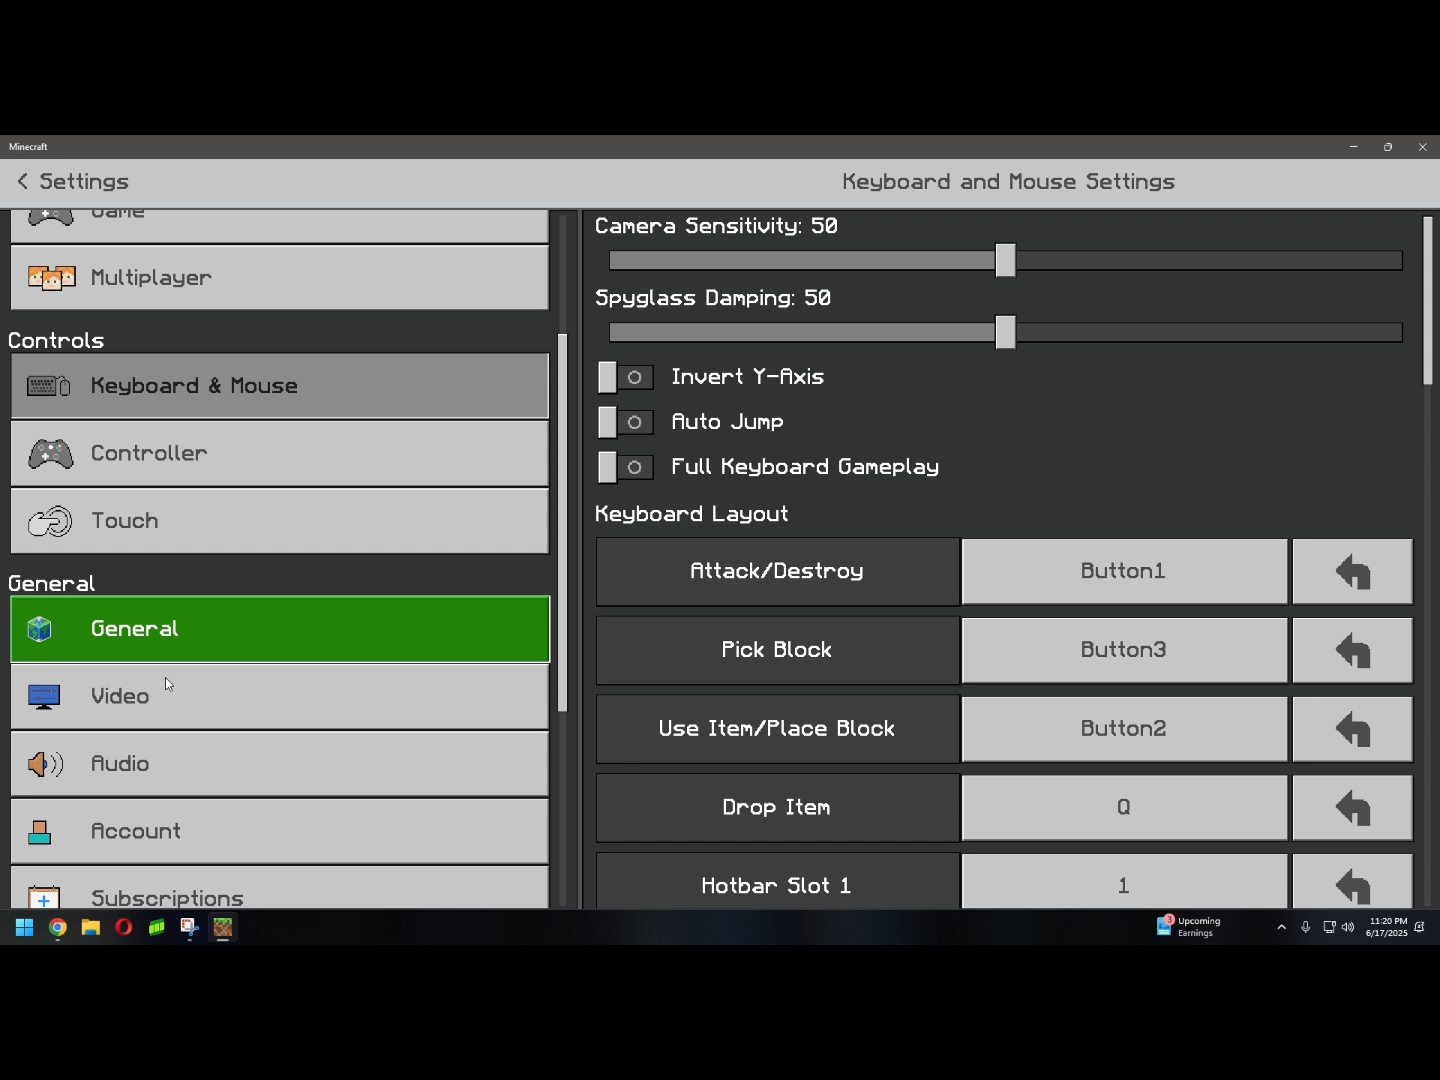 Minecraft
Settings
Keyboard and Mouse Settings
Game
Multiplayer
Controls
Keyboard & Mouse
Controller
Touch
General
General
Video
Audio
Account
Subscriptions
Camera Sensitivity: 50
Spyglass Damping: 50
Invert Y-Axis
Auto Jump
Full Keyboard Gameplay
Keyboard Layout
Attack/Destroy Button1
Pick Block Button3
Use Item/Place Block Button2
Drop Item Q
Hotbar Slot 1 1
3
Upcoming
Earnings
11:20 PM
6/17/2025